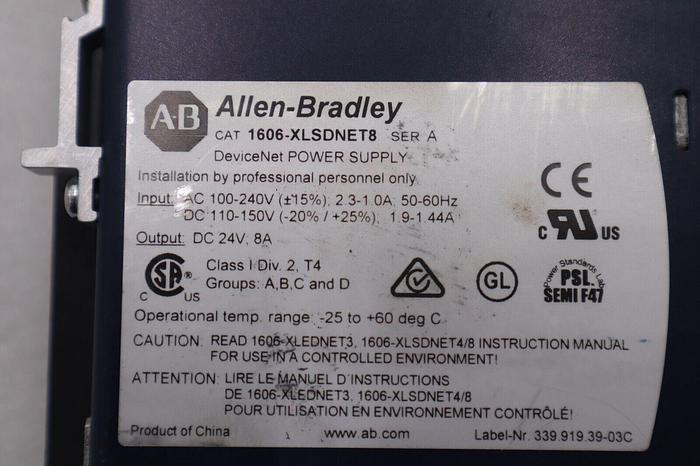 A-B Allen-Bradley
CAT 1606-XLSDNET8 SER A
DeviceNet POWER SUPPLY
Installation by professional personnel only
Input: AC 100-240V (±15%); 2.3-1.0A; 50-60Hz
DC 110-150V (-20% / +25%); 1.9-1.44A
CE
Output: DC 24V; 8A
C RU US
C SA ® US
Class I Div. 2, T4
Groups: A,B,C and D
GL
Power Standards Lab
PSL
SEMI F47
Operational temp. range: -25 to +60 deg C
CAUTION: READ 1606-XLEDNET3, 1606-XLSDNET4/8 INSTRUCTION MANUAL
FOR USE IN A CONTROLLED ENVIRONMENT!
ATTENTION: LIRE LE MANUEL D'INSTRUCTIONS
DE 1606-XLEDNET3, 1606-XLSDNET4/8
POUR UTILISATION EN ENVIRONNEMENT CONTRÔLÉ!
Product of China www.ab.com Label-Nr. 339.919.39-03C